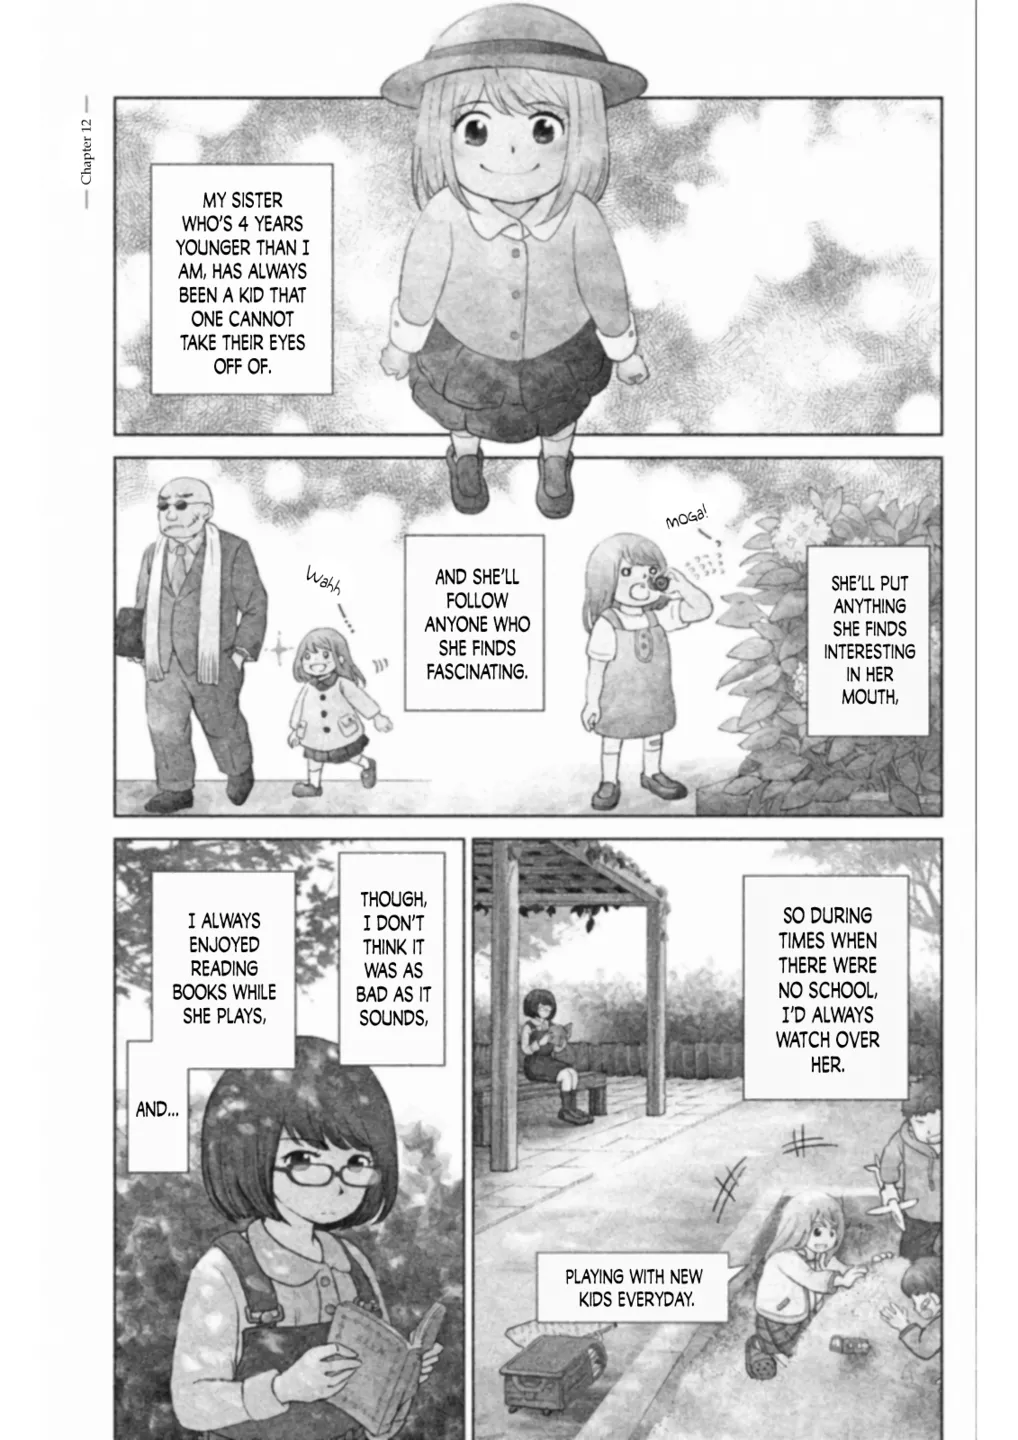 — Chapter 12 —
MY SISTER
WHO'S 4 YEARS
YOUNGER THAN I
AM, HAS ALWAYS
BEEN A KID THAT
ONE CANNOT
TAKE THEIR EYES
OFF OF.
MOGA!
SHE'LL PUT
ANYTHING
SHE FINDS
INTERESTING
IN HER
MOUTH,
AND SHE'LL
FOLLOW
ANYONE WHO
SHE FINDS
FASCINATING.
Wahh
SO DURING
TIMES WHEN
THERE WERE
NO SCHOOL,
I'D ALWAYS
WATCH OVER
HER.
PLAYING WITH NEW
KIDS EVERYDAY.
THOUGH,
I DON'T
THINK IT
WAS AS
BAD AS IT
SOUNDS,
I ALWAYS
ENJOYED
READING
BOOKS WHILE
SHE PLAYS,
AND...